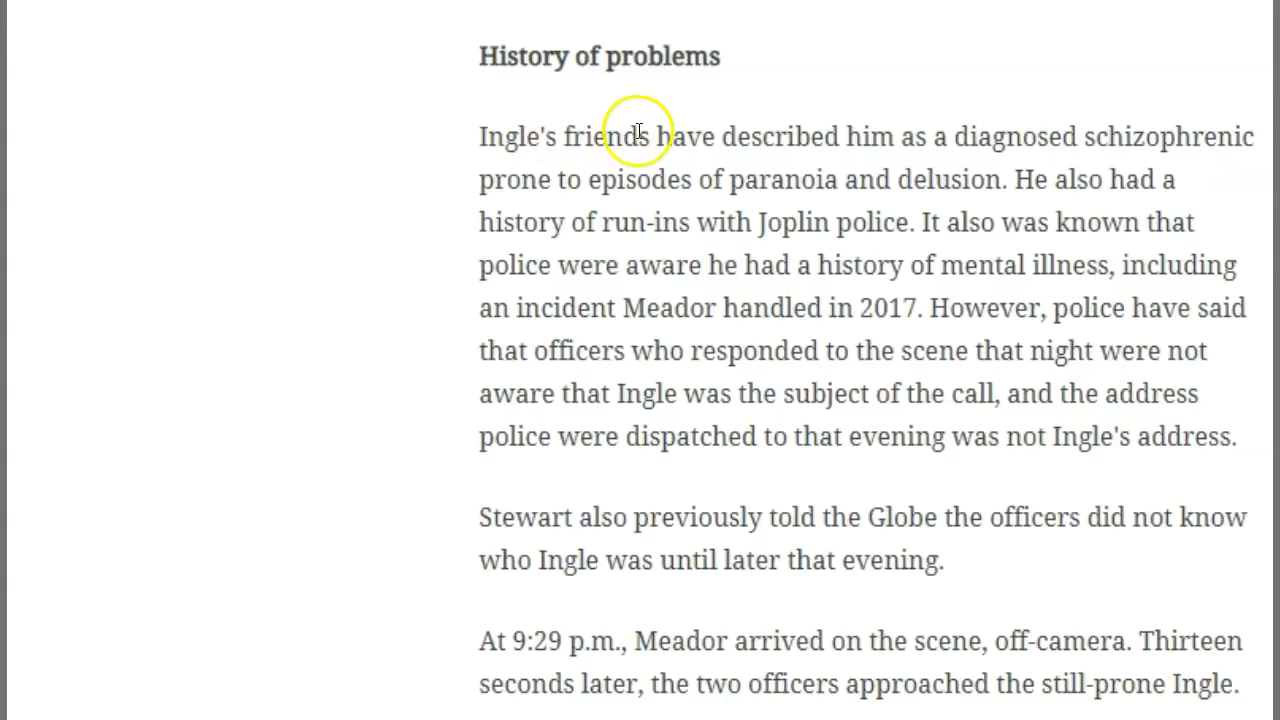 History of problems
Ingle's friends have described him as a diagnosed schizophrenic
prone to episodes of paranoia and delusion. He also had a
history of run-ins with Joplin police. It also was known that
police were aware he had a history of mental illness, including
an incident Meador handled in 2017. However, police have said
that officers who responded to the scene that night were not
aware that Ingle was the subject of the call, and the address
police were dispatched to that evening was not Ingle's address.
Stewart also previously told the Globe the officers did not know
who Ingle was until later that evening.
At 9:29 p.m., Meador arrived on the scene, off-camera. Thirteen
seconds later, the two officers approached the still-prone Ingle.